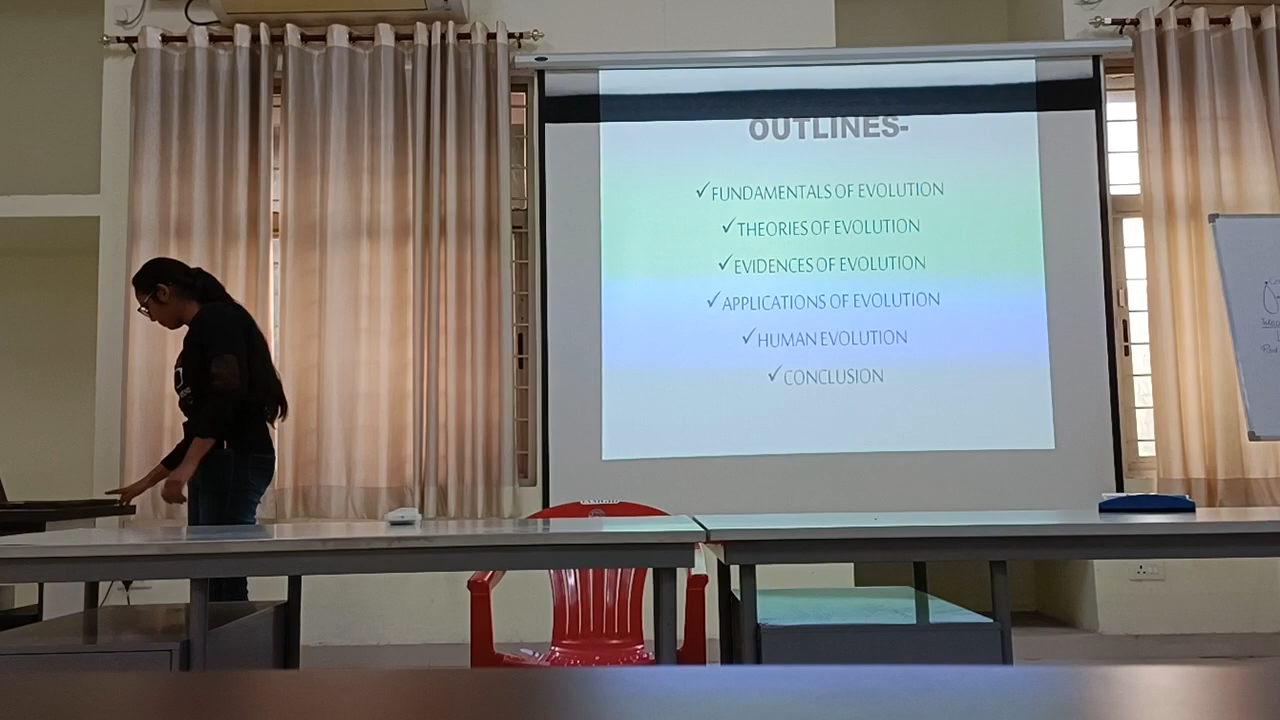 OUTLINES-
✓FUNDAMENTALS OF EVOLUTION
✓THEORIES OF EVOLUTION
✓EVIDENCES OF EVOLUTION
✓APPLICATIONS OF EVOLUTION
✓HUMAN EVOLUTION
✓CONCLUSION